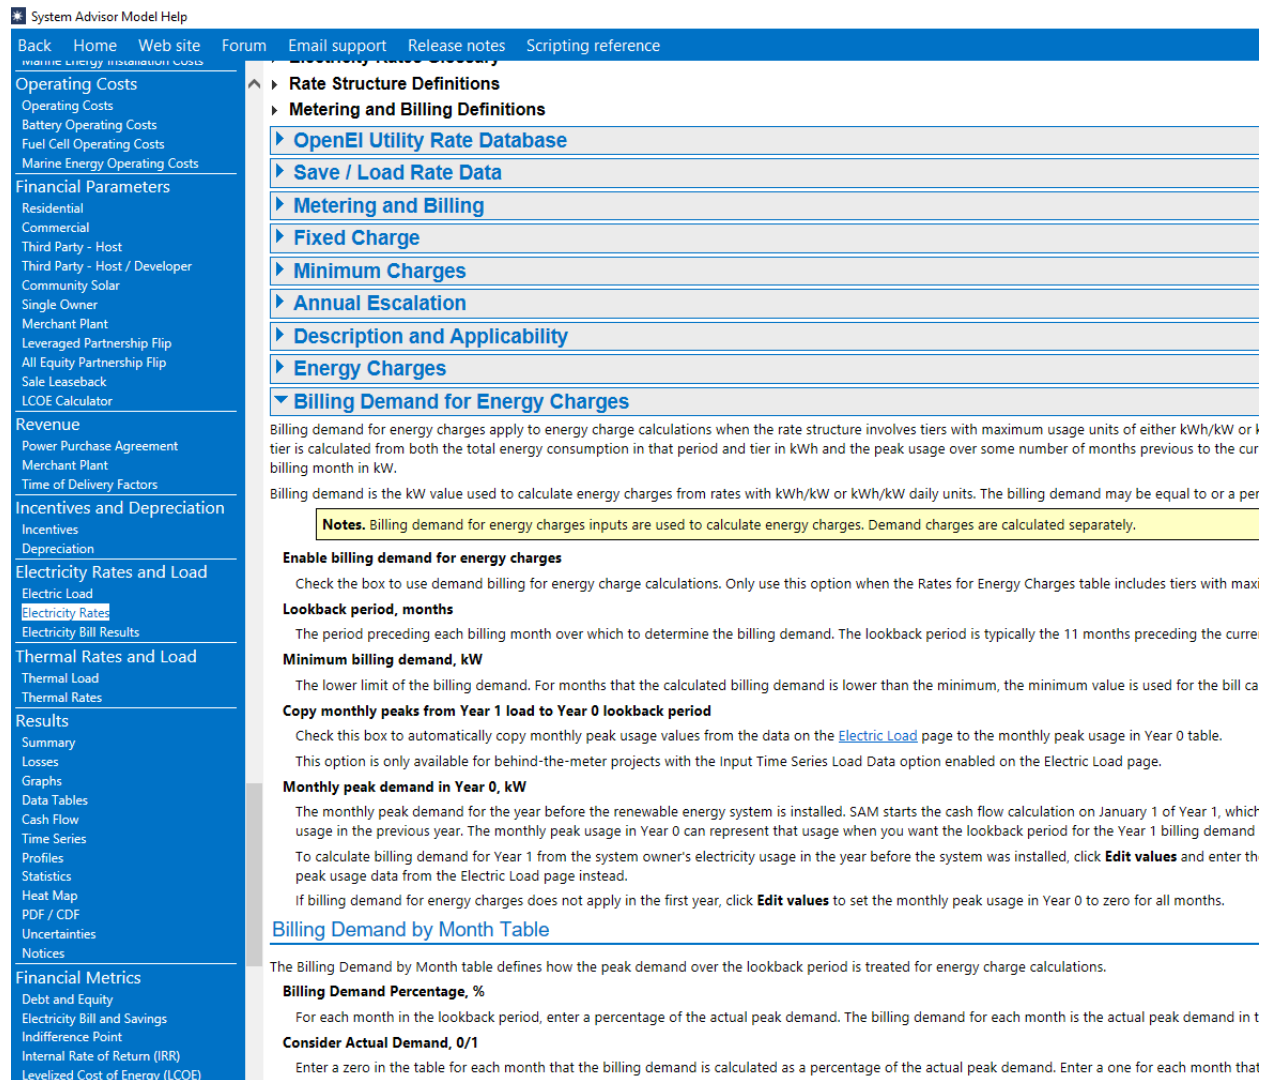 System Advisor Model Help
Back Home Web site Forum Email support Release notes Scripting reference
Marine Energy Installation Costs
Operating Costs
Operating Costs
Battery Operating Costs
Fuel Cell Operating Costs
Marine Energy Operating Costs
Financial Parameters
Residential
Commercial
Third Party - Host
Third Party - Host / Developer
Community Solar
Single Owner
Merchant Plant
Leveraged Partnership Flip
All Equity Partnership Flip
Sale Leaseback
LCOE Calculator
Revenue
Power Purchase Agreement
Merchant Plant
Time of Delivery Factors
Incentives and Depreciation
Incentives
Depreciation
Electricity Rates and Load
Electric Load
Electricity Rates
Electricity Bill Results
Thermal Rates and Load
Thermal Load
Thermal Rates
Results
Summary
Losses
Graphs
Data Tables
Cash Flow
Time Series
Profiles
Statistics
Heat Map
PDF / CDF
Uncertainties
Notices
Financial Metrics
Debt and Equity
Electricity Bill and Savings
Indifference Point
Internal Rate of Return (IRR)
Levelized Cost of Energy (LCOE)
Electricity Rates Glossary
Rate Structure Definitions
Metering and Billing Definitions
OpenEI Utility Rate Database
Save / Load Rate Data
Metering and Billing
Fixed Charge
Minimum Charges
Annual Escalation
Description and Applicability
Energy Charges
Billing Demand for Energy Charges
Billing demand for energy charges apply to energy charge calculations when the rate structure involves tiers with maximum usage units of either kWh/kW or
tier is calculated from both the total energy consumption in that period and tier in kWh and the peak usage over some number of months previous to the cur
billing month in kW.
Billing demand is the kW value used to calculate energy charges from rates with kWh/kW or kWh/kW daily units. The billing demand may be equal to or a per
Notes. Billing demand for energy charges inputs are used to calculate energy charges. Demand charges are calculated separately.
Enable billing demand for energy charges
Check the box to use demand billing for energy charge calculations. Only use this option when the Rates for Energy Charges table includes tiers with maxi
Lookback period, months
The period preceding each billing month over which to determine the billing demand. The lookback period is typically the 11 months preceding the curre
Minimum billing demand, kW
The lower limit of the billing demand. For months that the calculated billing demand is lower than the minimum, the minimum value is used for the bill ca
Copy monthly peaks from Year 1 load to Year 0 lookback period
Check this box to automatically copy monthly peak usage values from the data on the Electric Load page to the monthly peak usage in Year 0 table.
This option is only available for behind-the-meter projects with the Input Time Series Load Data option enabled on the Electric Load page.
Monthly peak demand in Year 0, kW
The monthly peak demand for the year before the renewable energy system is installed. SAM starts the cash flow calculation on January 1 of Year 1, which
usage in the previous year. The monthly peak usage in Year 0 can represent that usage when you want the lookback period for the Year 1 billing demand
To calculate billing demand for Year 1 from the system owner's electricity usage in the year before the system was installed, click Edit values and enter th
peak usage data from the Electric Load page instead.
If billing demand for energy charges does not apply in the first year, click Edit values to set the monthly peak usage in Year 0 to zero for all months.
Billing Demand by Month Table
The Billing Demand by Month table defines how the peak demand over the lookback period is treated for energy charge calculations.
Billing Demand Percentage, %
For each month in the lookback period, enter a percentage of the actual peak demand. The billing demand for each month is the actual peak demand in t
Consider Actual Demand, 0/1
Enter a zero in the table for each month that the billing demand is calculated as a percentage of the actual peak demand. Enter a one for each month that